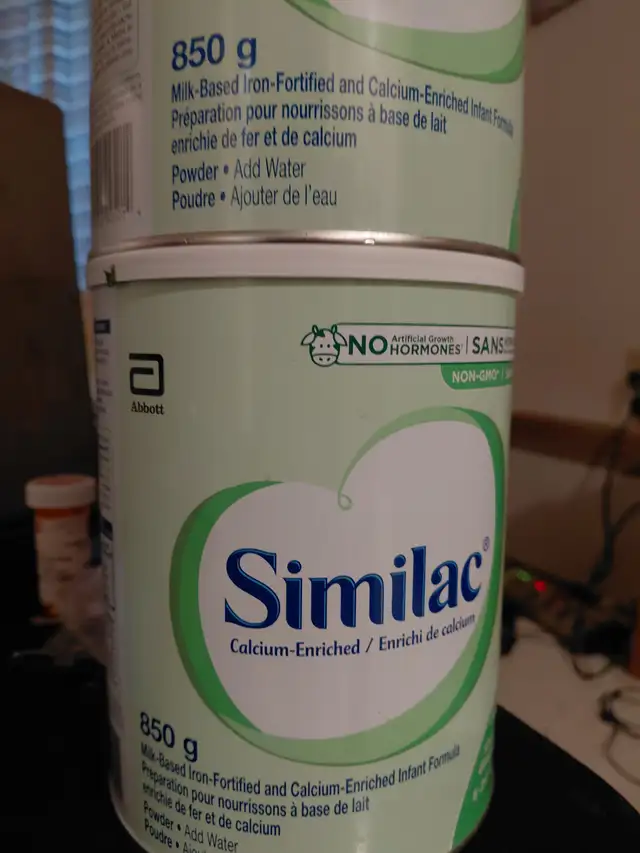 850 g
Milk-Based Iron-Fortified and Calcium-Enriched Infant Formula
Préparation pour nourrissons à base de lait
enrichie de fer et de calcium
Powder • Add Water
Poudre • Ajouter de l'eau
NO Artificial Growth HORMONES | SANS
NON-GMO
Abbott
Similac®
Calcium-Enriched / Enrichi de calcium
850 g
Milk-Based Iron-Fortified and Calcium-Enriched Infant Formula
Préparation pour nourrissons à base de lait
enrichie de fer et de calcium
Powder • Add Water
Poudre •